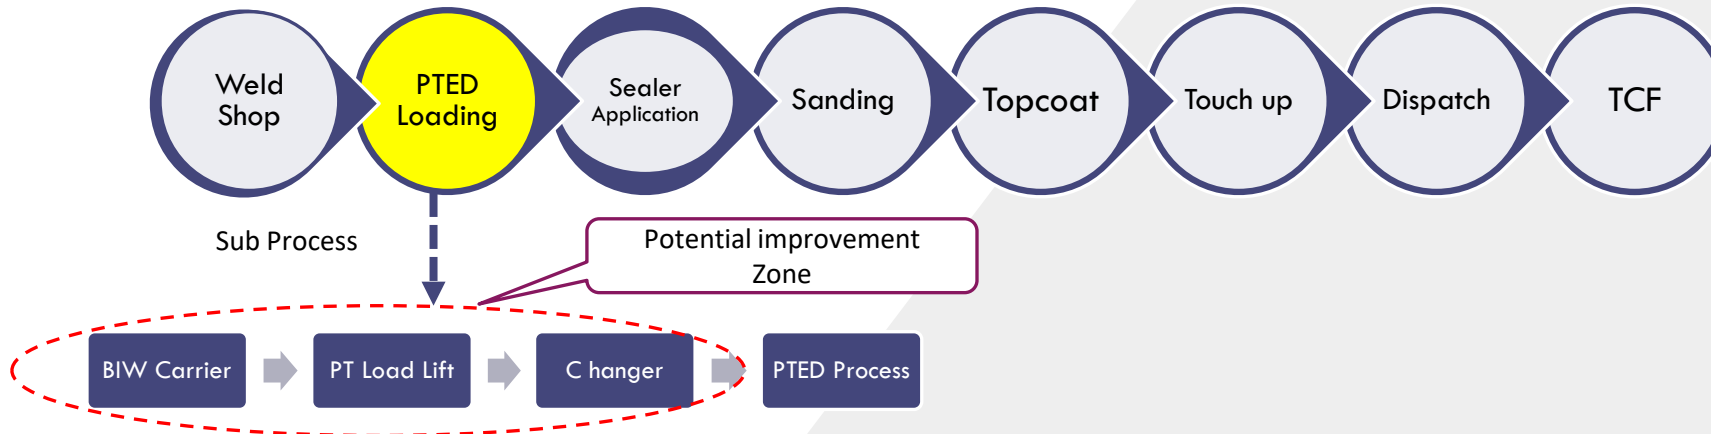 Weld
Shop
PTED
Loading
Sealer
Application
Sanding
Topcoat
Touch up
Dispatch
TCF
Sub Process
Potential improvement
Zone
BIW Carrier
PT Load Lift
C hanger
PTED Process